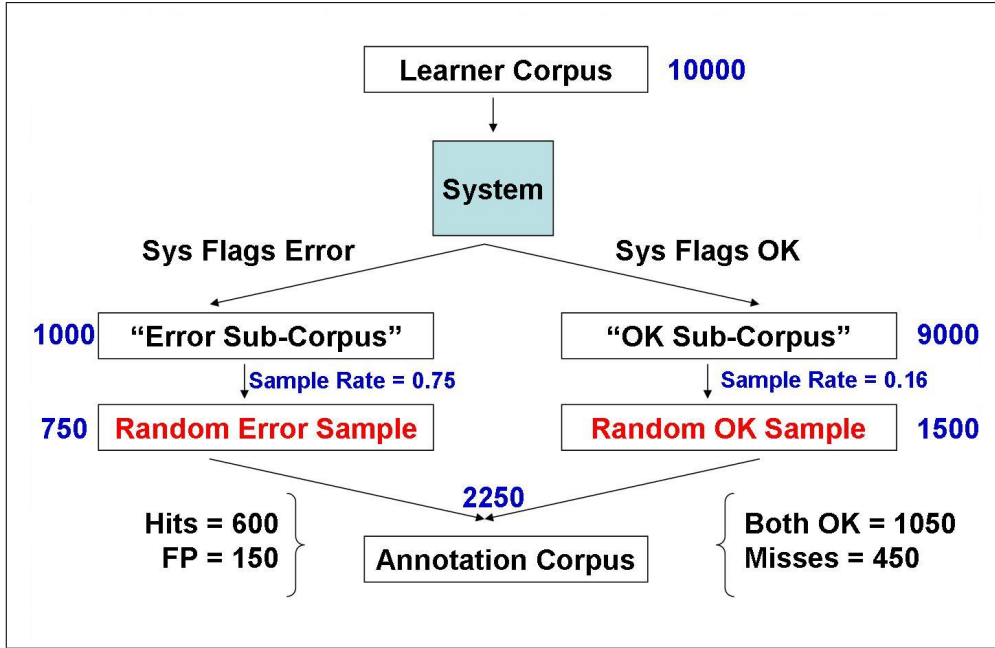 Learner Corpus
10000
System
Sys Flags Error
Sys Flags OK
1000
“Error Sub-Corpus”
“OK Sub-Corpus”
9000
Sample Rate = 0.75
Sample Rate = 0.16
750
Random Error Sample
Random OK Sample
1500
2250
Hits = 600
FP = 150
Annotation Corpus
Both OK = 1050
Misses = 450